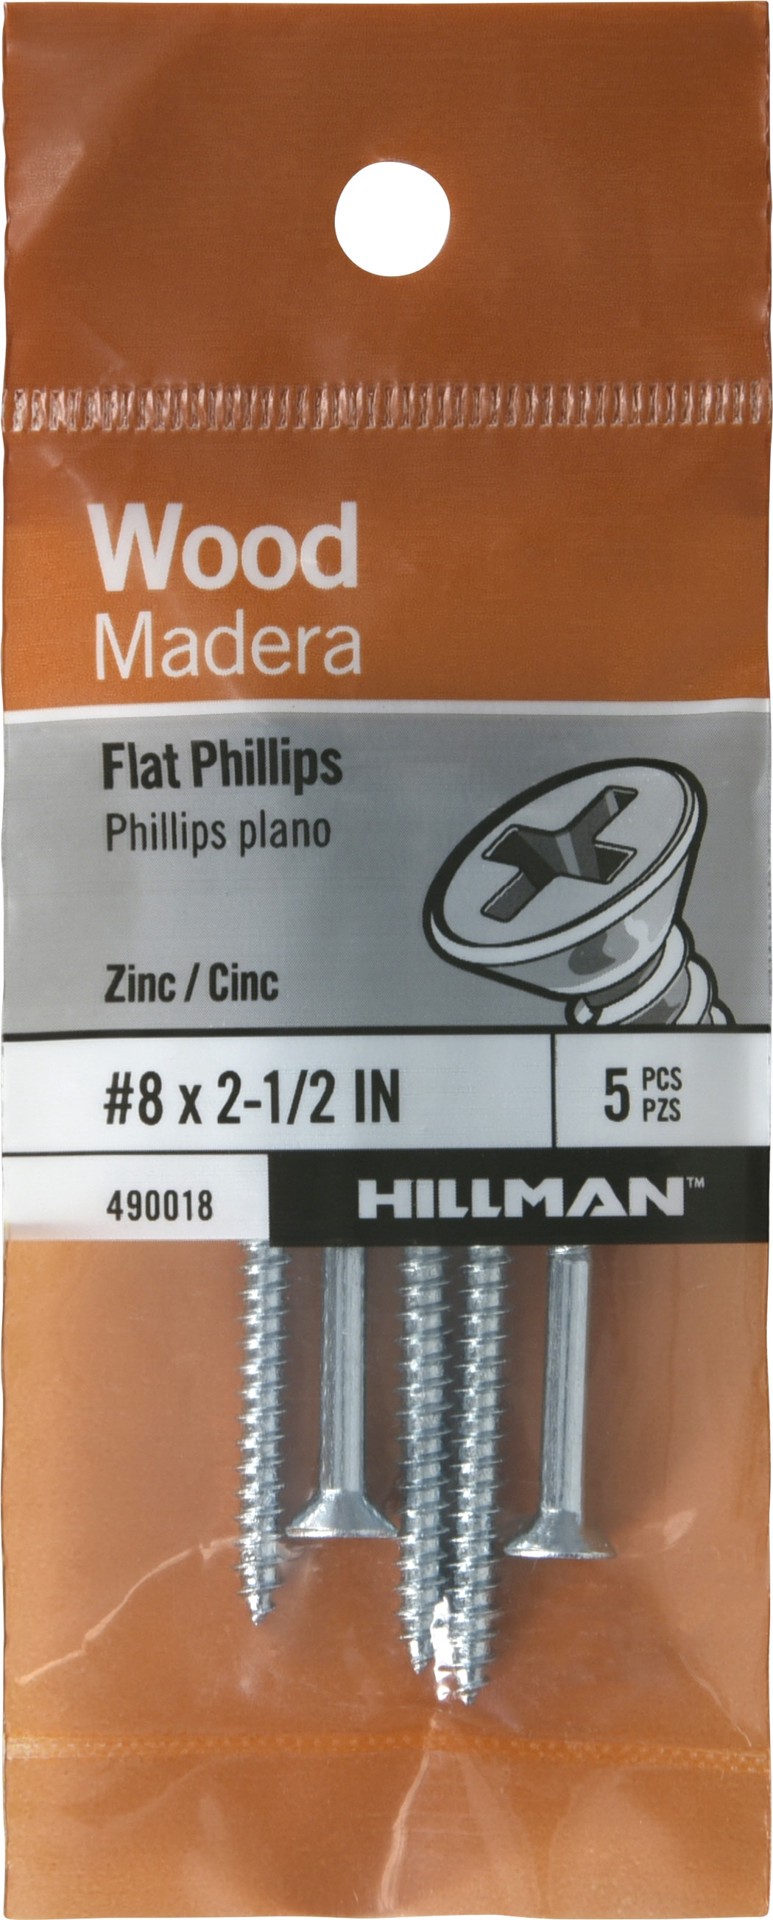 Wood
Madera
Flat Phillips
Phillips plano
Zinc / Cinc
#8 x 2-1/2 IN
5 PCS
PZS
490018
HILLMAN™